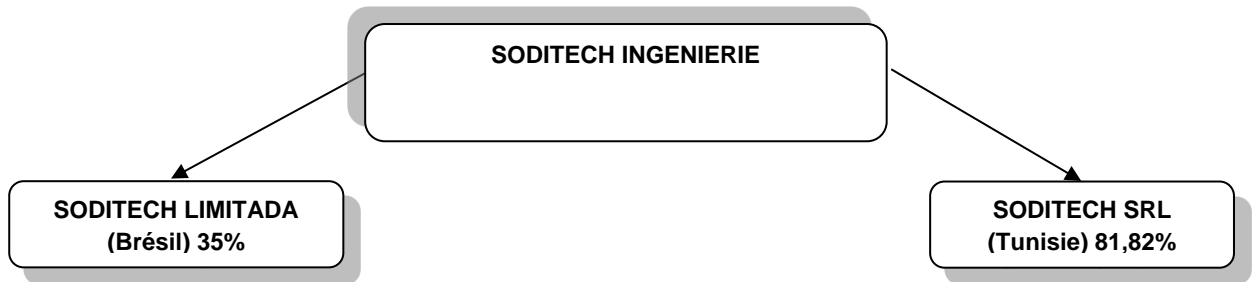 SODITECH INGENIERIE
SODITECH LIMITADA
(Brésil) 35%
SODITECH SRL
(Tunisie) 81,82%